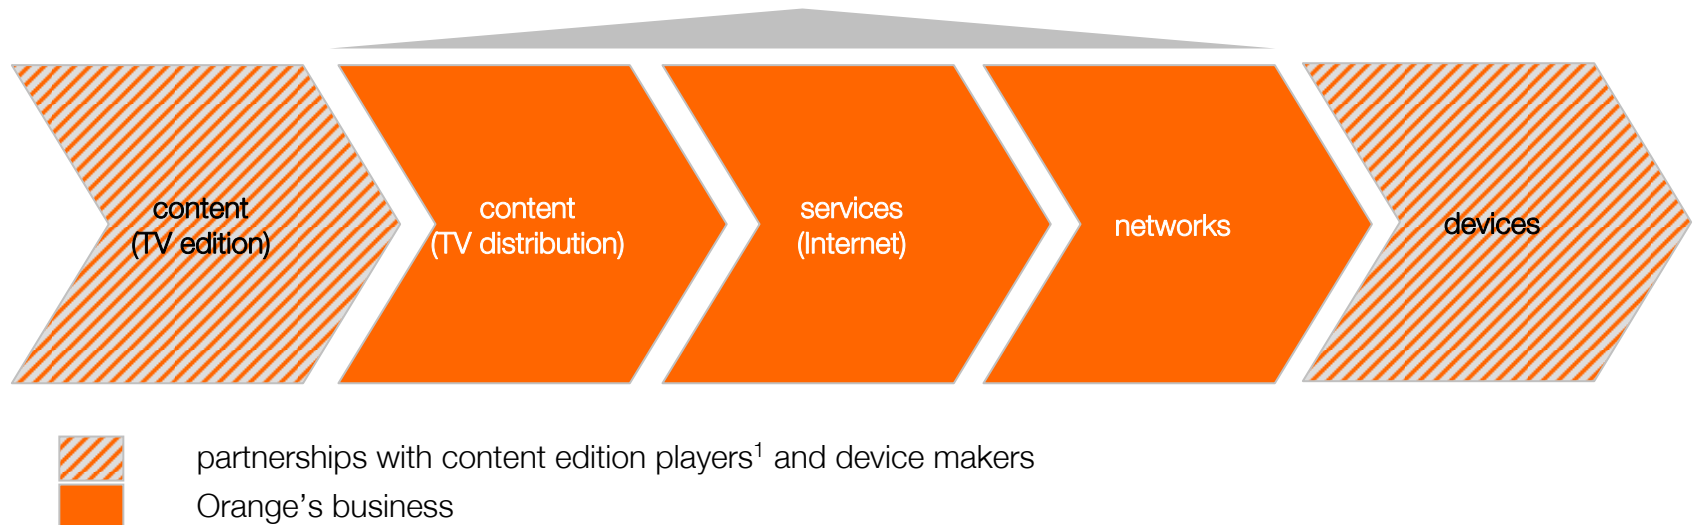 content
(TV edition)
content
(TV distribution)
services
(Internet)
networks
devices
partnerships with content edition players¹ and device makers
Orange’s business